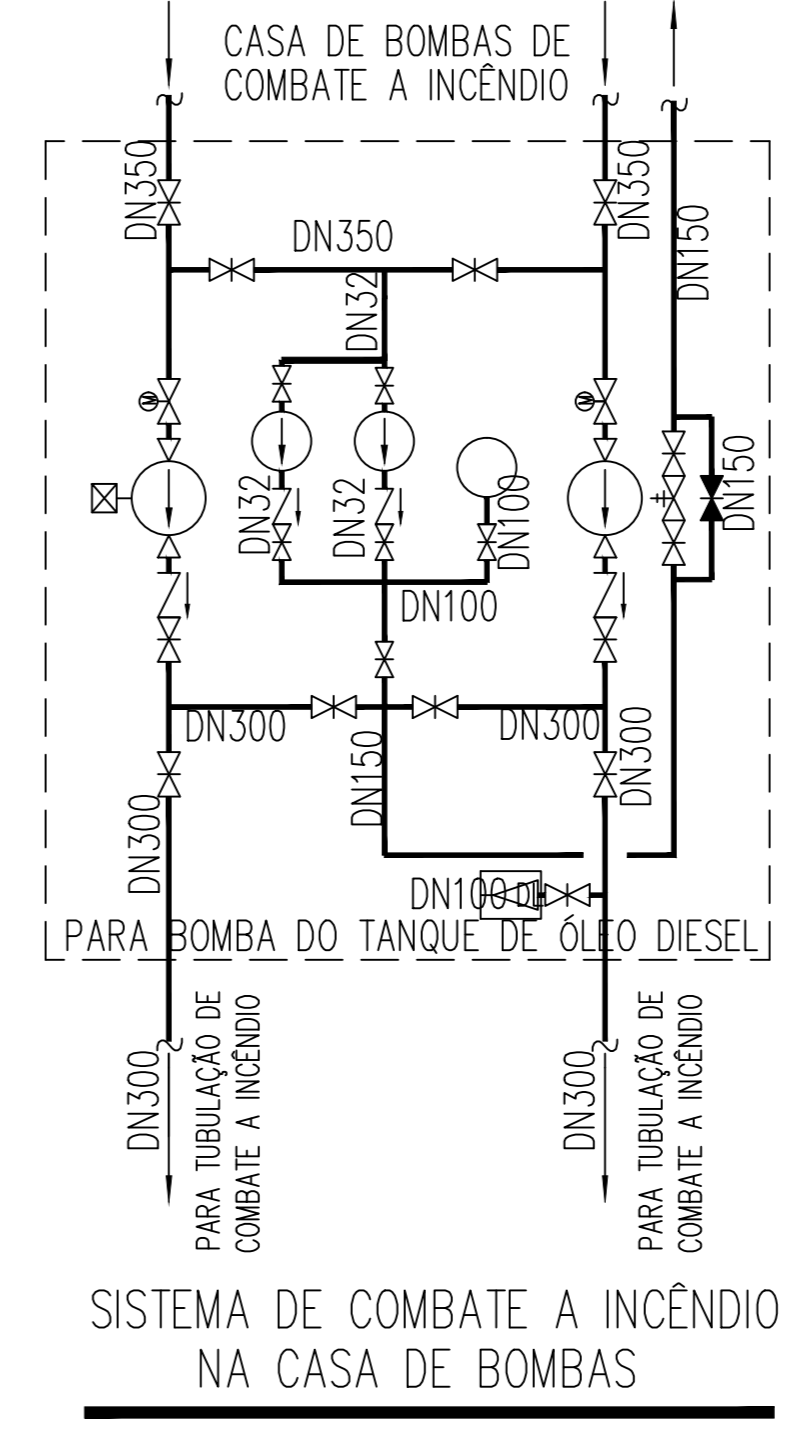 CASA DE BOMBAS DE
COMBATE A INCÊNDIO
DN350
DN350
DN350
DN150
DN32
M
M
DN32
DN32
DN100
DN150
DN100
DN300
DN300
DN150
DN300
DN300
DN100
DL
PARA BOMBA DO TANQUE DE ÓLEO DIESEL
DN300
PARA TUBULAÇÃO DE
COMBATE A INCÊNDIO
DN300
PARA TUBULAÇÃO DE
COMBATE A INCÊNDIO
SISTEMA DE COMBATE A INCÊNDIO
NA CASA DE BOMBAS